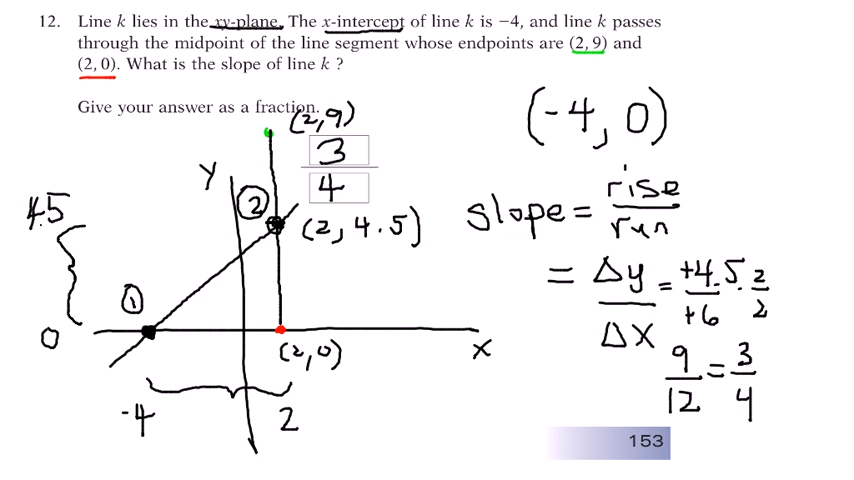 12. Line k lies in the xy-plane. The x-intercept of line k is −4, and line k passes
through the midpoint of the line segment whose endpoints are (2, 9) and
(2, 0). What is the slope of line k ?
Give your answer as a fraction.
(2,9)
3
4
(-4, 0)
Y
②
4.5
(2, 4.5)
slope = rise
run
= Δy = +4.5 . 2
ΔX +6 2
①
0
(2,0)
X
9 = 3
12 4
-4
2
153